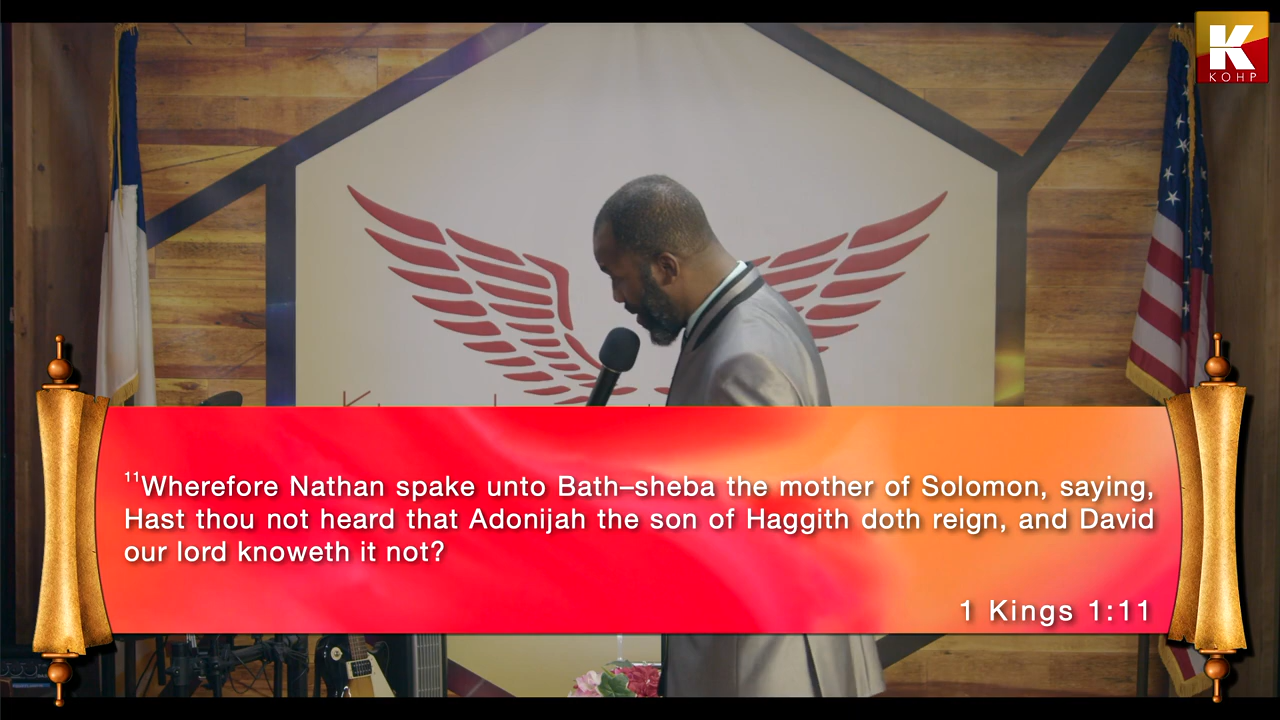 K
KOHP
¹¹Wherefore Nathan spake unto Bath–sheba the mother of Solomon, saying,
Hast thou not heard that Adonijah the son of Haggith doth reign, and David
our lord knoweth it not?
1 Kings 1:11